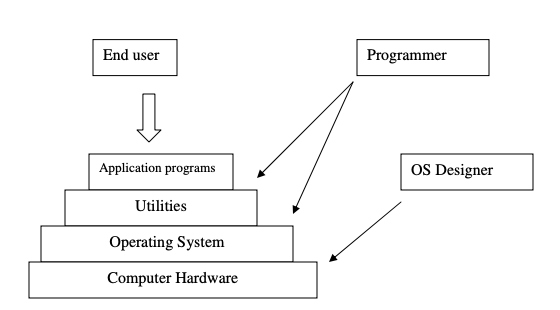 End user
Programmer
Application programs
OS Designer
Utilities
Operating System
Computer Hardware